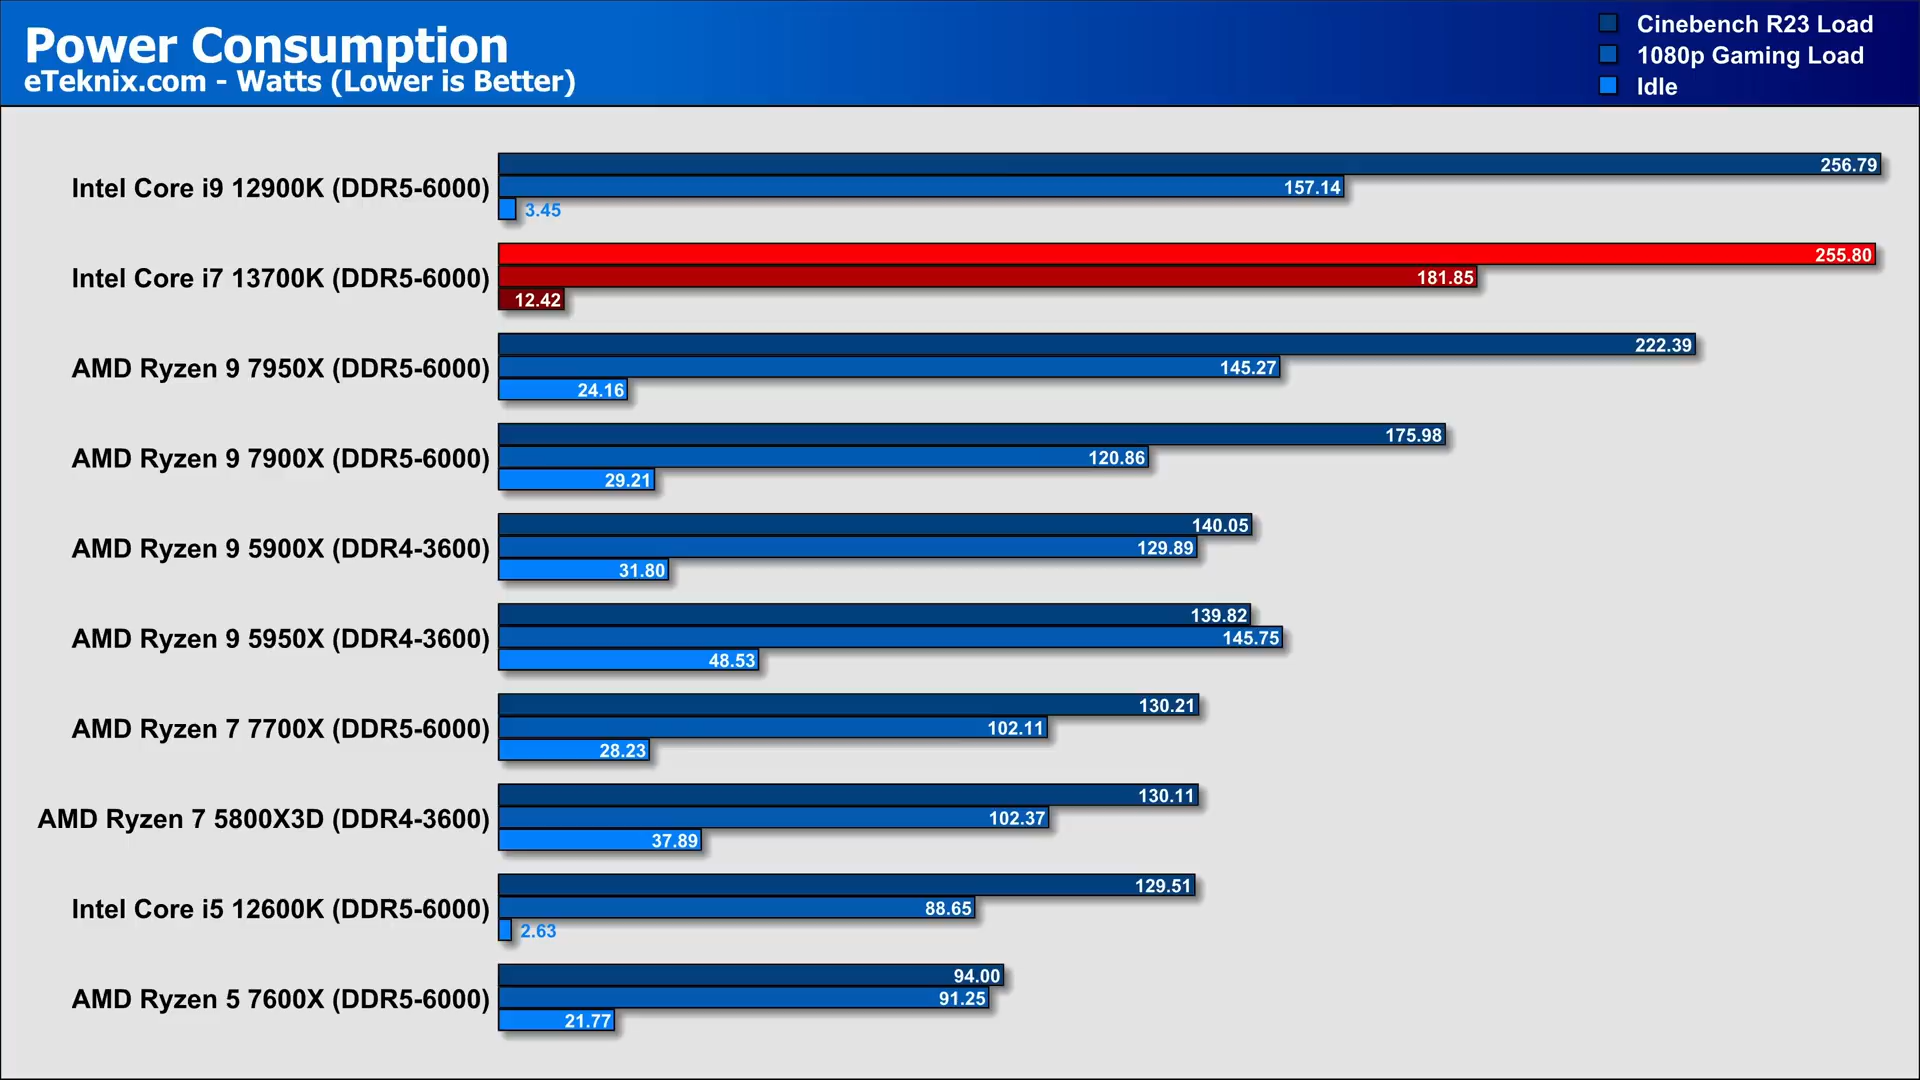 Power Consumption
eTeknix.com - Watts (Lower is Better)
Cinebench R23 Load
1080p Gaming Load
Idle
Intel Core i9 12900K (DDR5-6000)
256.79
157.14
3.45
Intel Core i7 13700K (DDR5-6000)
255.80
181.85
12.42
AMD Ryzen 9 7950X (DDR5-6000)
222.39
145.27
24.16
AMD Ryzen 9 7900X (DDR5-6000)
175.98
120.86
29.21
AMD Ryzen 9 5900X (DDR4-3600)
140.05
129.89
31.80
AMD Ryzen 9 5950X (DDR4-3600)
139.82
145.75
48.53
AMD Ryzen 7 7700X (DDR5-6000)
130.21
102.11
28.23
AMD Ryzen 7 5800X3D (DDR4-3600)
130.11
102.37
37.89
Intel Core i5 12600K (DDR5-6000)
129.51
88.65
2.63
AMD Ryzen 5 7600X (DDR5-6000)
94.00
91.25
21.77